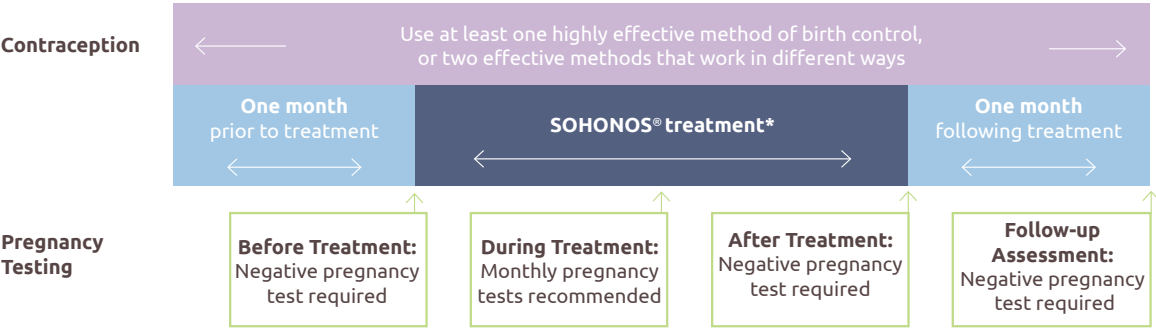 Contraception
Use at least one highly effective method of birth control,
or two effective methods that work in different ways
One month
prior to treatment
SOHONOS® treatment*
One month
following treatment
Pregnancy
Testing
Before Treatment:
Negative pregnancy
test required
During Treatment:
Monthly pregnancy
tests recommended
After Treatment:
Negative pregnancy
test required
Follow-up
Assessment:
Negative pregnancy
test required